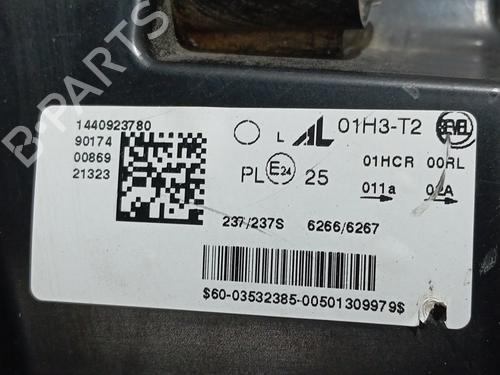 B-PARTS
1440923780
90174
00869
21323
L AL 01H3-T2
01HCR 00RL
PL E24 25
011a 02A
237/237S 6266/6267
$60-03532385-00501309979$